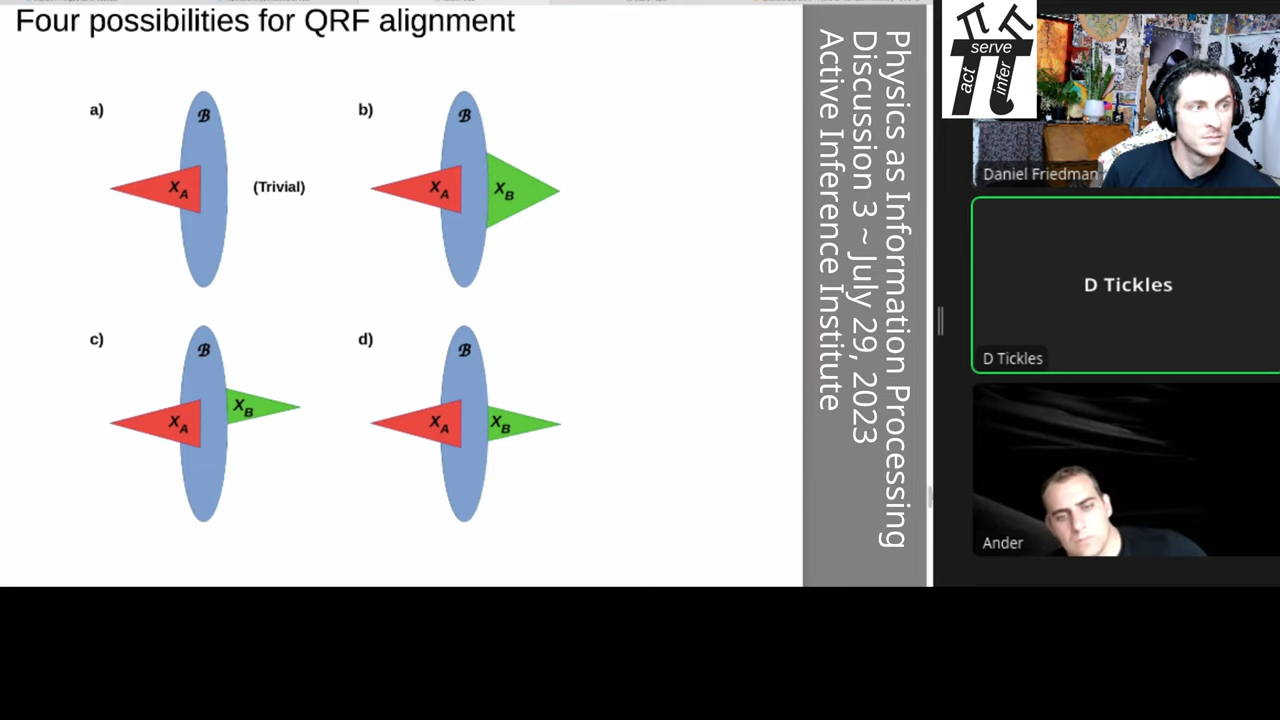 Four possibilities for QRF alignment
a)
ℬ
X_A
(Trivial)
b)
ℬ
X_A
X_B
c)
ℬ
X_A
X_B
d)
ℬ
X_A
X_B
Physics as Information Processing
Discussion 3 ~ July 29, 2023
Active Inference Institute
serve
act
infer
Daniel Friedman
D Tickles
D Tickles
Ander